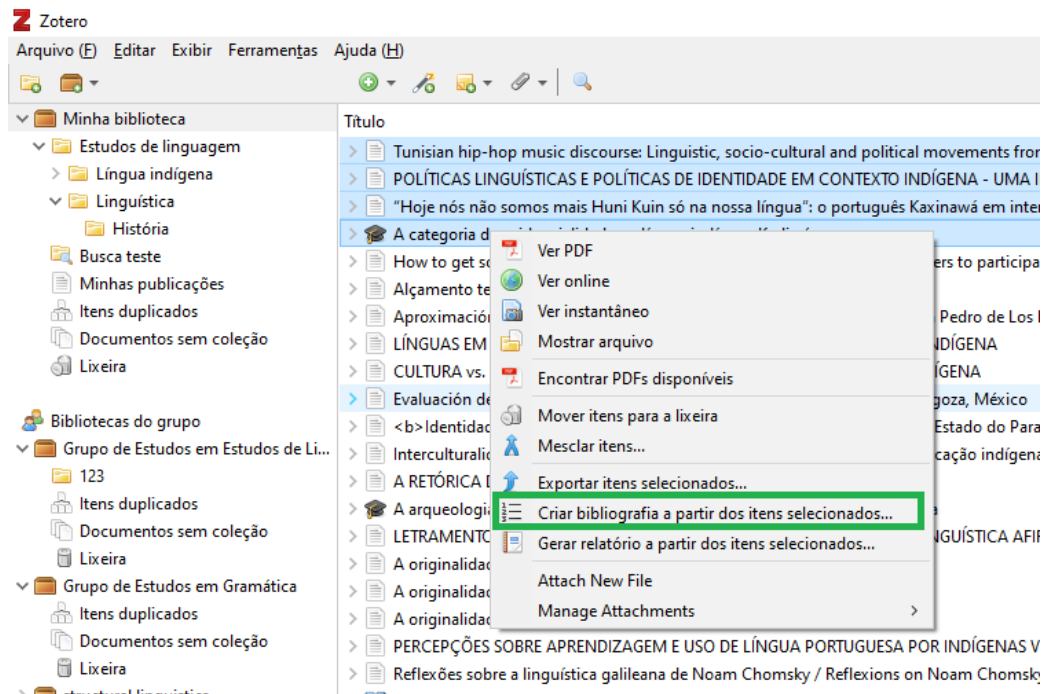 Zotero
Arquivo (F) Editar Exibir Ferramentas Ajuda (H)
Minha biblioteca
Estudos de linguagem
Língua indígena
Linguística
História
Busca teste
Minhas publicações
Itens duplicados
Documentos sem coleção
Lixeira
Bibliotecas do grupo
Grupo de Estudos em Estudos de Li...
123
Itens duplicados
Documentos sem coleção
Lixeira
Grupo de Estudos em Gramática
Itens duplicados
Documentos sem coleção
Lixeira
Título
Tunisian hip-hop music discourse: Linguistic, socio-cultural and political movements from
POLÍTICAS LINGUÍSTICAS E POLÍTICAS DE IDENTIDADE EM CONTEXTO INDÍGENA - UMA I
“Hoje nós não somos mais Huni Kuin só na nossa língua“: o português Kaxinawá em inter
A categoria d
How to get so ers to participa
Alçamento te
Aproximació Pedro de Los
LÍNGUAS EM NDÍGENA
CULTURA vs. ÍGENA
Evaluación de goza, México
<b>Identidad Estado do Para
Interculturali cação indígena
A RETÓRICA
A arqueologi
LETRAMENTO NGUÍSTICA AFI
A originalidad
A originalidad
A originalidad
PERCEPÇÕES SOBRE APRENDIZAGEM E USO DE LÍNGUA PORTUGUESA POR INDÍGENAS V
Reflexões sobre a linguística galileana de Noam Chomsky / Reflexions on Noam Chomsky
Ver PDF
Ver online
Ver instantâneo
Mostrar arquivo
Encontrar PDFs disponíveis
Mover itens para a lixeira
Mesclar itens...
Exportar itens selecionados...
Criar bibliografia a partir dos itens selecionados...
Gerar relatório a partir dos itens selecionados...
Attach New File
Manage Attachments